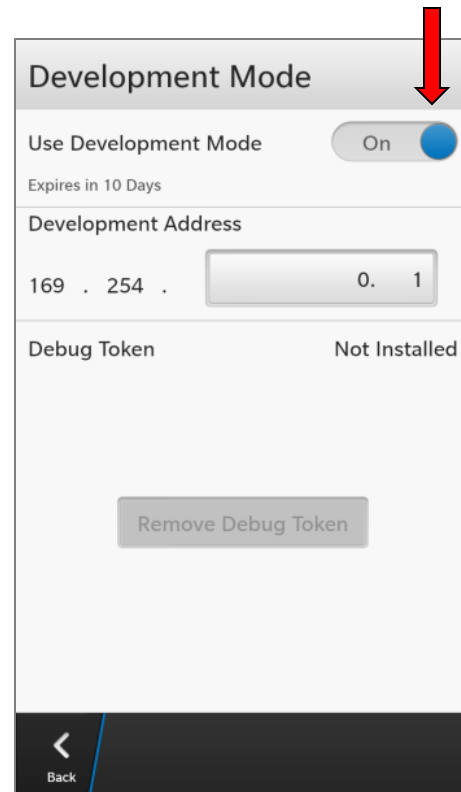 Development Mode
Use Development Mode On
Expires in 10 Days
Development Address
169 . 254 . 0. 1
Debug Token Not Installed
Remove Debug Token
Back